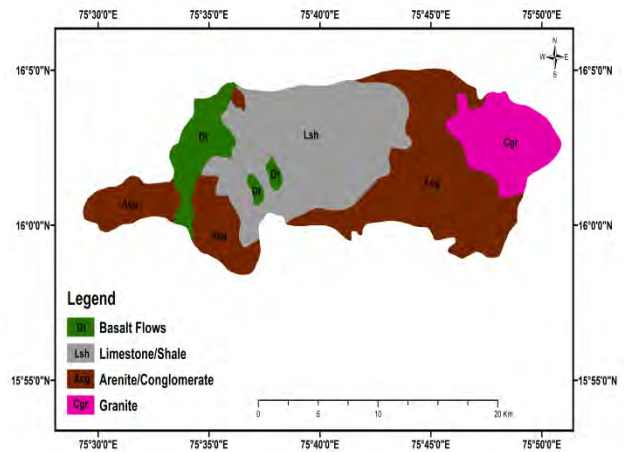 75°30'0"E 75°35'0"E 75°40'0"E 75°45'0"E 75°50'0"E
N
W E
S
16°5'0"N 16°5'0"N
Dt Lsh Cgr
Dt
Dt
Acg
Acg
Acg
16°0'0"N 16°0'0"N
Legend
Dt Basalt Flows
Lsh Limestone/Shale
Acg Arenite/Conglomerate
Cgr Granite
15°55'0"N 15°55'0"N
0 5 10 20 Km
75°30'0"E 75°35'0"E 75°40'0"E 75°45'0"E 75°50'0"E